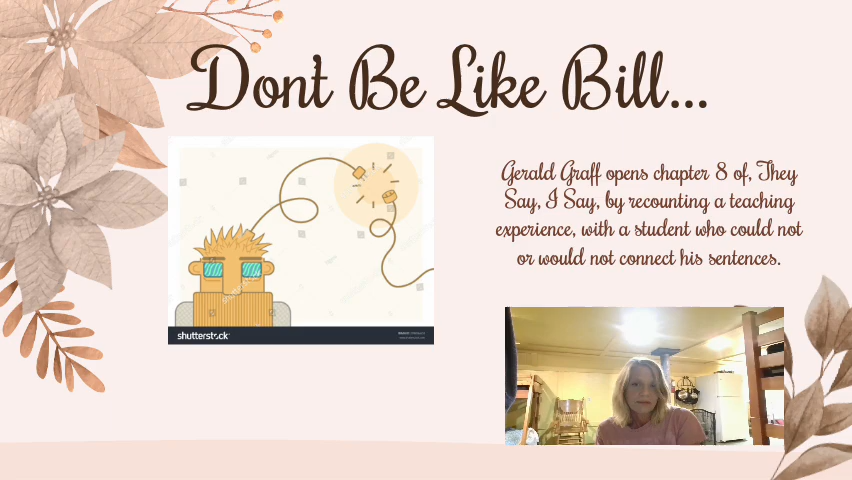 Dont Be Like Bill...
Gerald Graff opens chapter 8 of, They
Say, I Say, by recounting a teaching
experience, with a student who could not
or would not connect his sentences.
shutterstock